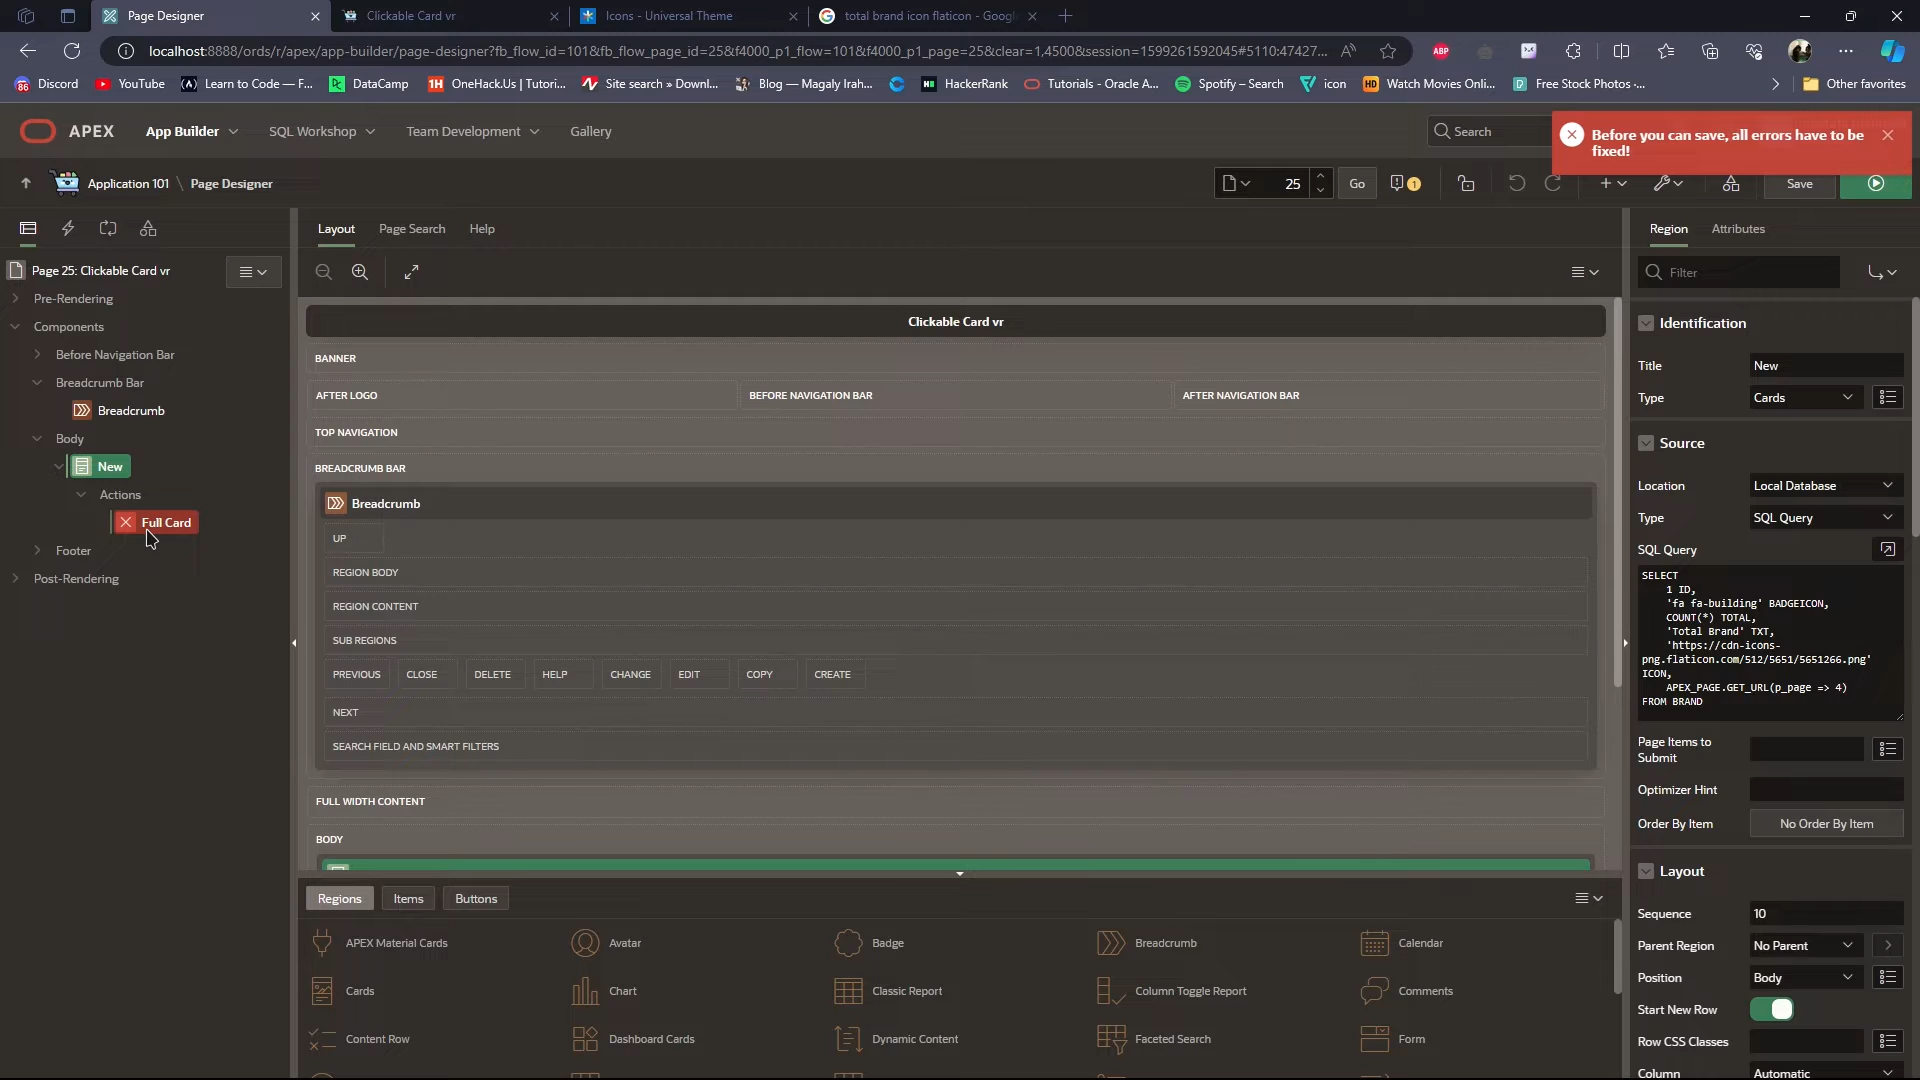 Page Designer
Clickable Card vr
Icons - Universal Theme
total brand icon flaticon - Googl
localhost:8888/ords/r/apex/app-builder/page-designer?fb_flow_id=101&fb_flow_page_id=25&f4000_p1_flow=101&f4000_p1_page=25&clear=1,4500&session=1599261592045#5110:47427...
ABP
Discord
YouTube
Learn to Code — F...
DataCamp
OneHack.Us | Tutori...
Site search » Downl...
Blog — Magaly Irah...
HackerRank
Tutorials - Oracle A...
Spotify – Search
icon
Watch Movies Onli...
Free Stock Photos ·...
Other favorites
APEX
App Builder
SQL Workshop
Team Development
Gallery
Search
Before you can save, all errors have to be
fixed!
Application 101 \ Page Designer
25
Go
1
Save
Page 25: Clickable Card vr
Pre-Rendering
Components
Before Navigation Bar
Breadcrumb Bar
Breadcrumb
Body
New
Actions
Full Card
Footer
Post-Rendering
Layout
Page Search
Help
Clickable Card vr
BANNER
AFTER LOGO
BEFORE NAVIGATION BAR
AFTER NAVIGATION BAR
TOP NAVIGATION
BREADCRUMB BAR
Breadcrumb
UP
REGION BODY
REGION CONTENT
SUB REGIONS
PREVIOUS
CLOSE
DELETE
HELP
CHANGE
EDIT
COPY
CREATE
NEXT
SEARCH FIELD AND SMART FILTERS
FULL WIDTH CONTENT
BODY
Regions
Items
Buttons
APEX Material Cards
Avatar
Badge
Breadcrumb
Calendar
Cards
Chart
Classic Report
Column Toggle Report
Comments
Content Row
Dashboard Cards
Dynamic Content
Faceted Search
Form
Region
Attributes
Filter
Identification
Title
New
Type
Cards
Source
Location
Local Database
Type
SQL Query
SQL Query
SELECT
1 ID,
'fa fa-building' BADGEICON,
COUNT(*) TOTAL,
'Total Brand' TXT,
'https://cdn-icons-
png.flaticon.com/512/5651/5651266.png'
ICON,
APEX_PAGE.GET_URL(p_page => 4)
FROM BRAND
Page Items to
Submit
Optimizer Hint
Order By Item
No Order By Item
Layout
Sequence
10
Parent Region
No Parent
Position
Body
Start New Row
Row CSS Classes
Column
Automatic